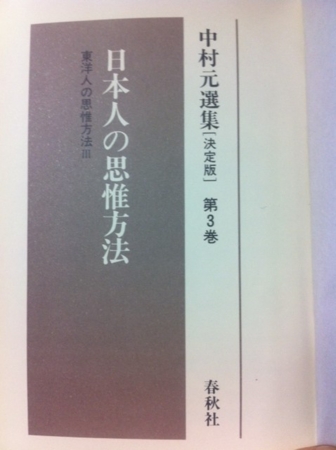 中村元選集[決定版] 第3巻
日本人の思惟方法
東洋人の思惟方法Ⅲ
春秋社